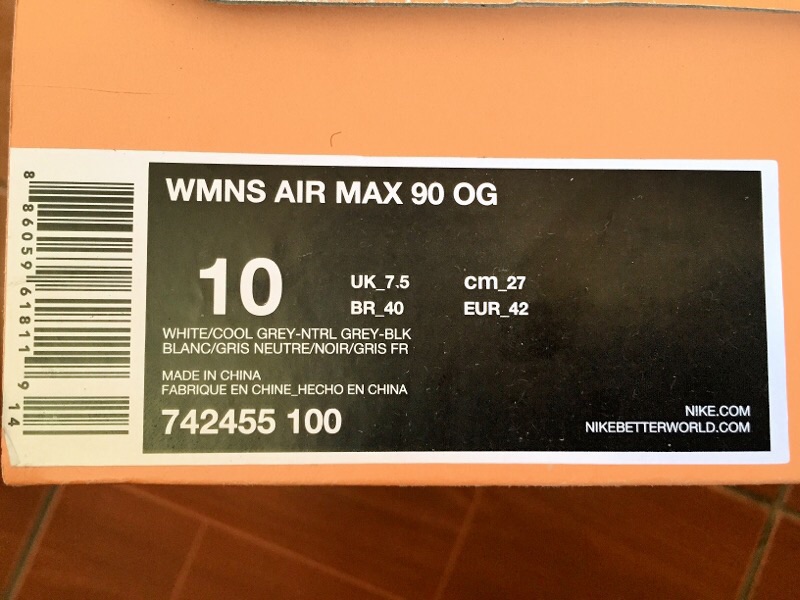 WMNS AIR MAX 90 OG
10
UK_7.5 cm_27
BR_40 EUR_42
WHITE/COOL GREY-NTRL GREY-BLK
BLANC/GRIS NEUTRE/NOIR/GRIS FR
MADE IN CHINA
FABRIQUE EN CHINE_HECHO EN CHINA
742455 100
NIKE.COM
NIKEBETTERWORLD.COM
8 86059 61811 9 14